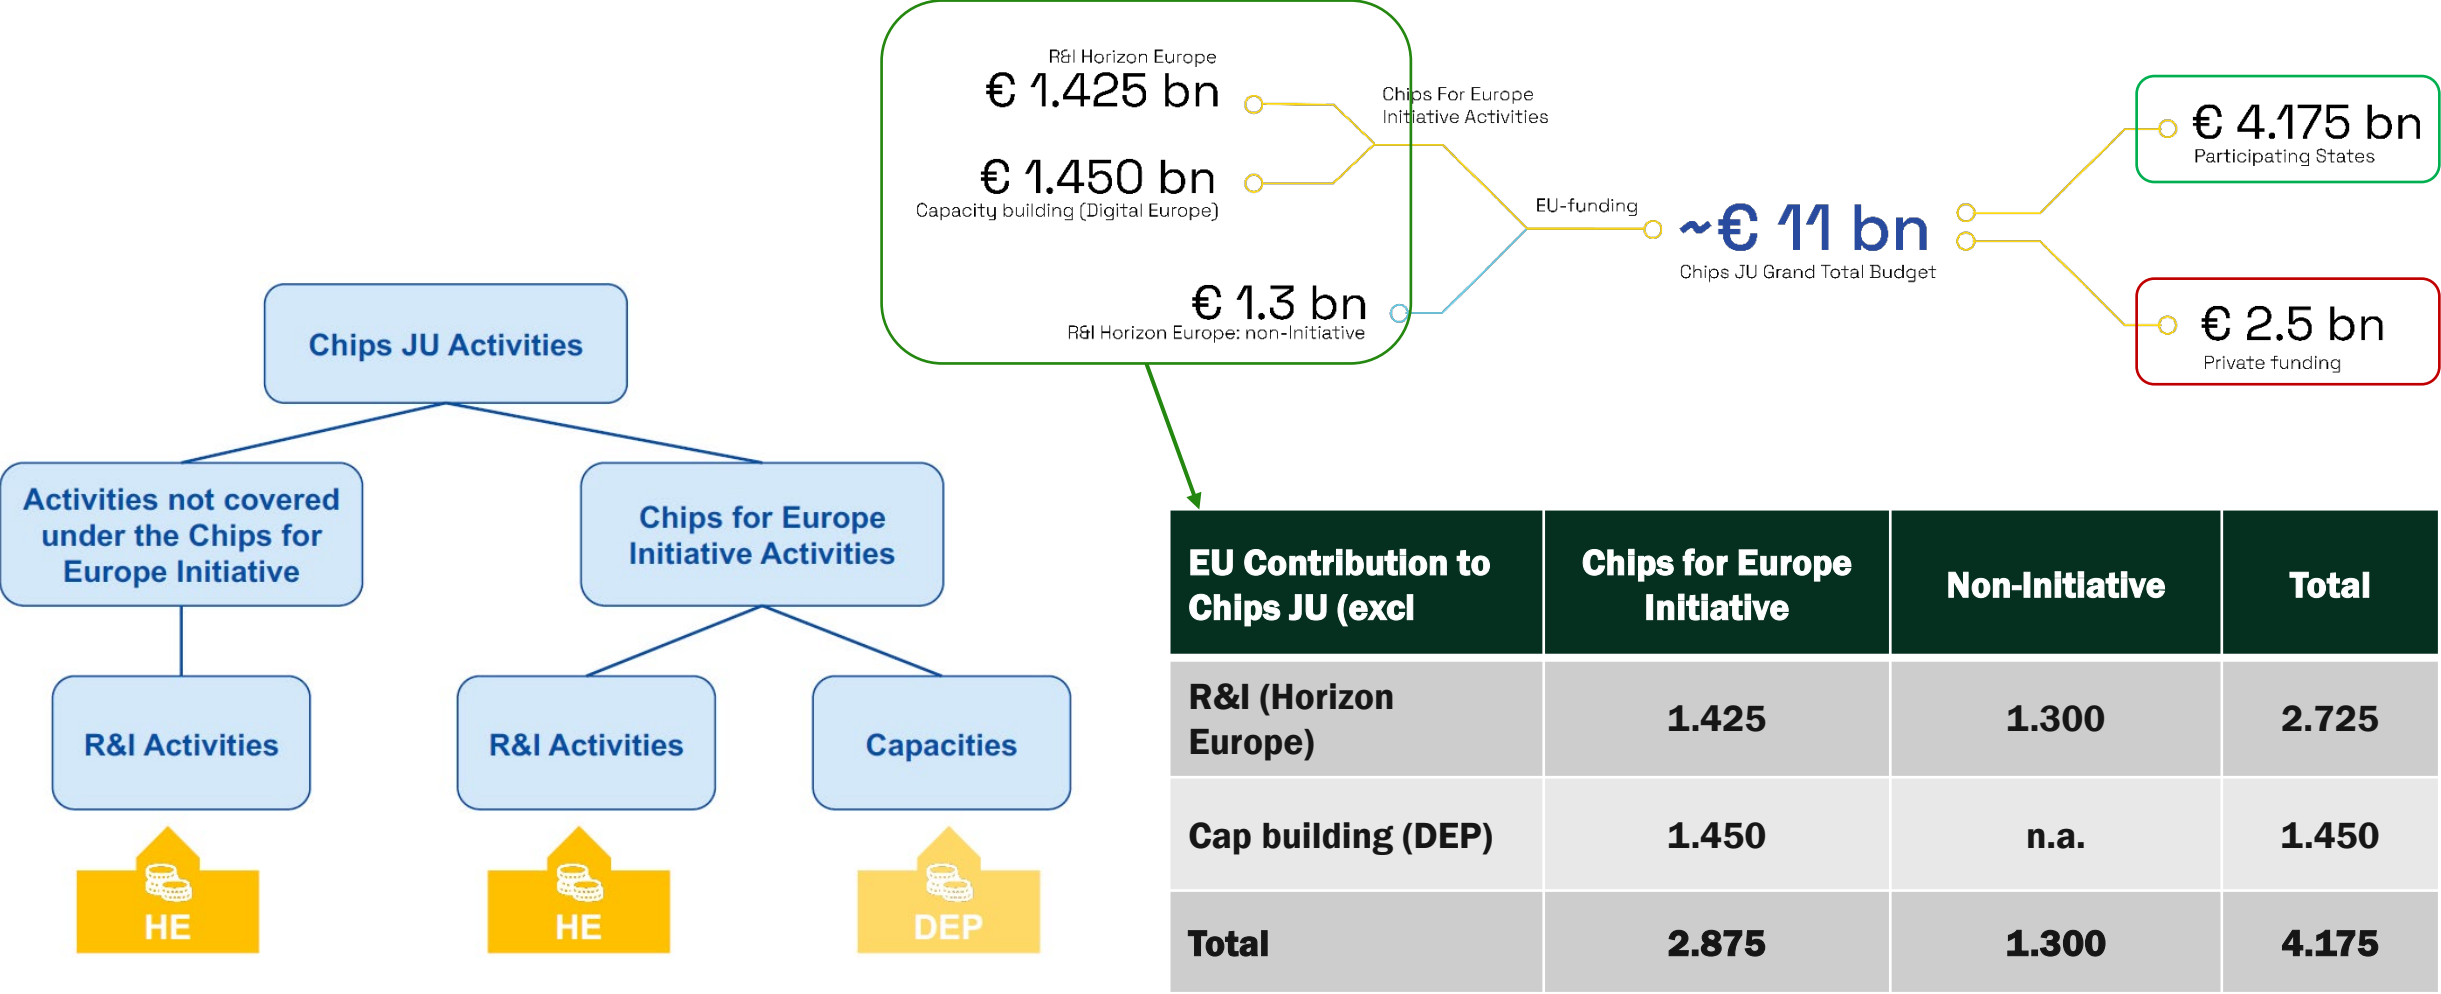 R&I Horizon Europe
€ 1.425 bn
€ 1.450 bn
Capacity building (Digital Europe)
€ 1.3 bn
R&I Horizon Europe: non-Initiative
Chips For Europe
Initiative Activities
EU-funding
~€ 11 bn
Chips JU Grand Total Budget
€ 4.175 bn
Participating States
€ 2.5 bn
Private funding
Chips JU Activities
Activities not covered
under the Chips for
Europe Initiative
Chips for Europe
Initiative Activities
R&I Activities
R&I Activities
Capacities
HE
HE
DEP
EU Contribution to
Chips JU (excl
Chips for Europe
Initiative
Non-Initiative
Total
R&I (Horizon
Europe)
1.425
1.300
2.725
Cap building (DEP)
1.450
n.a.
1.450
Total
2.875
1.300
4.175